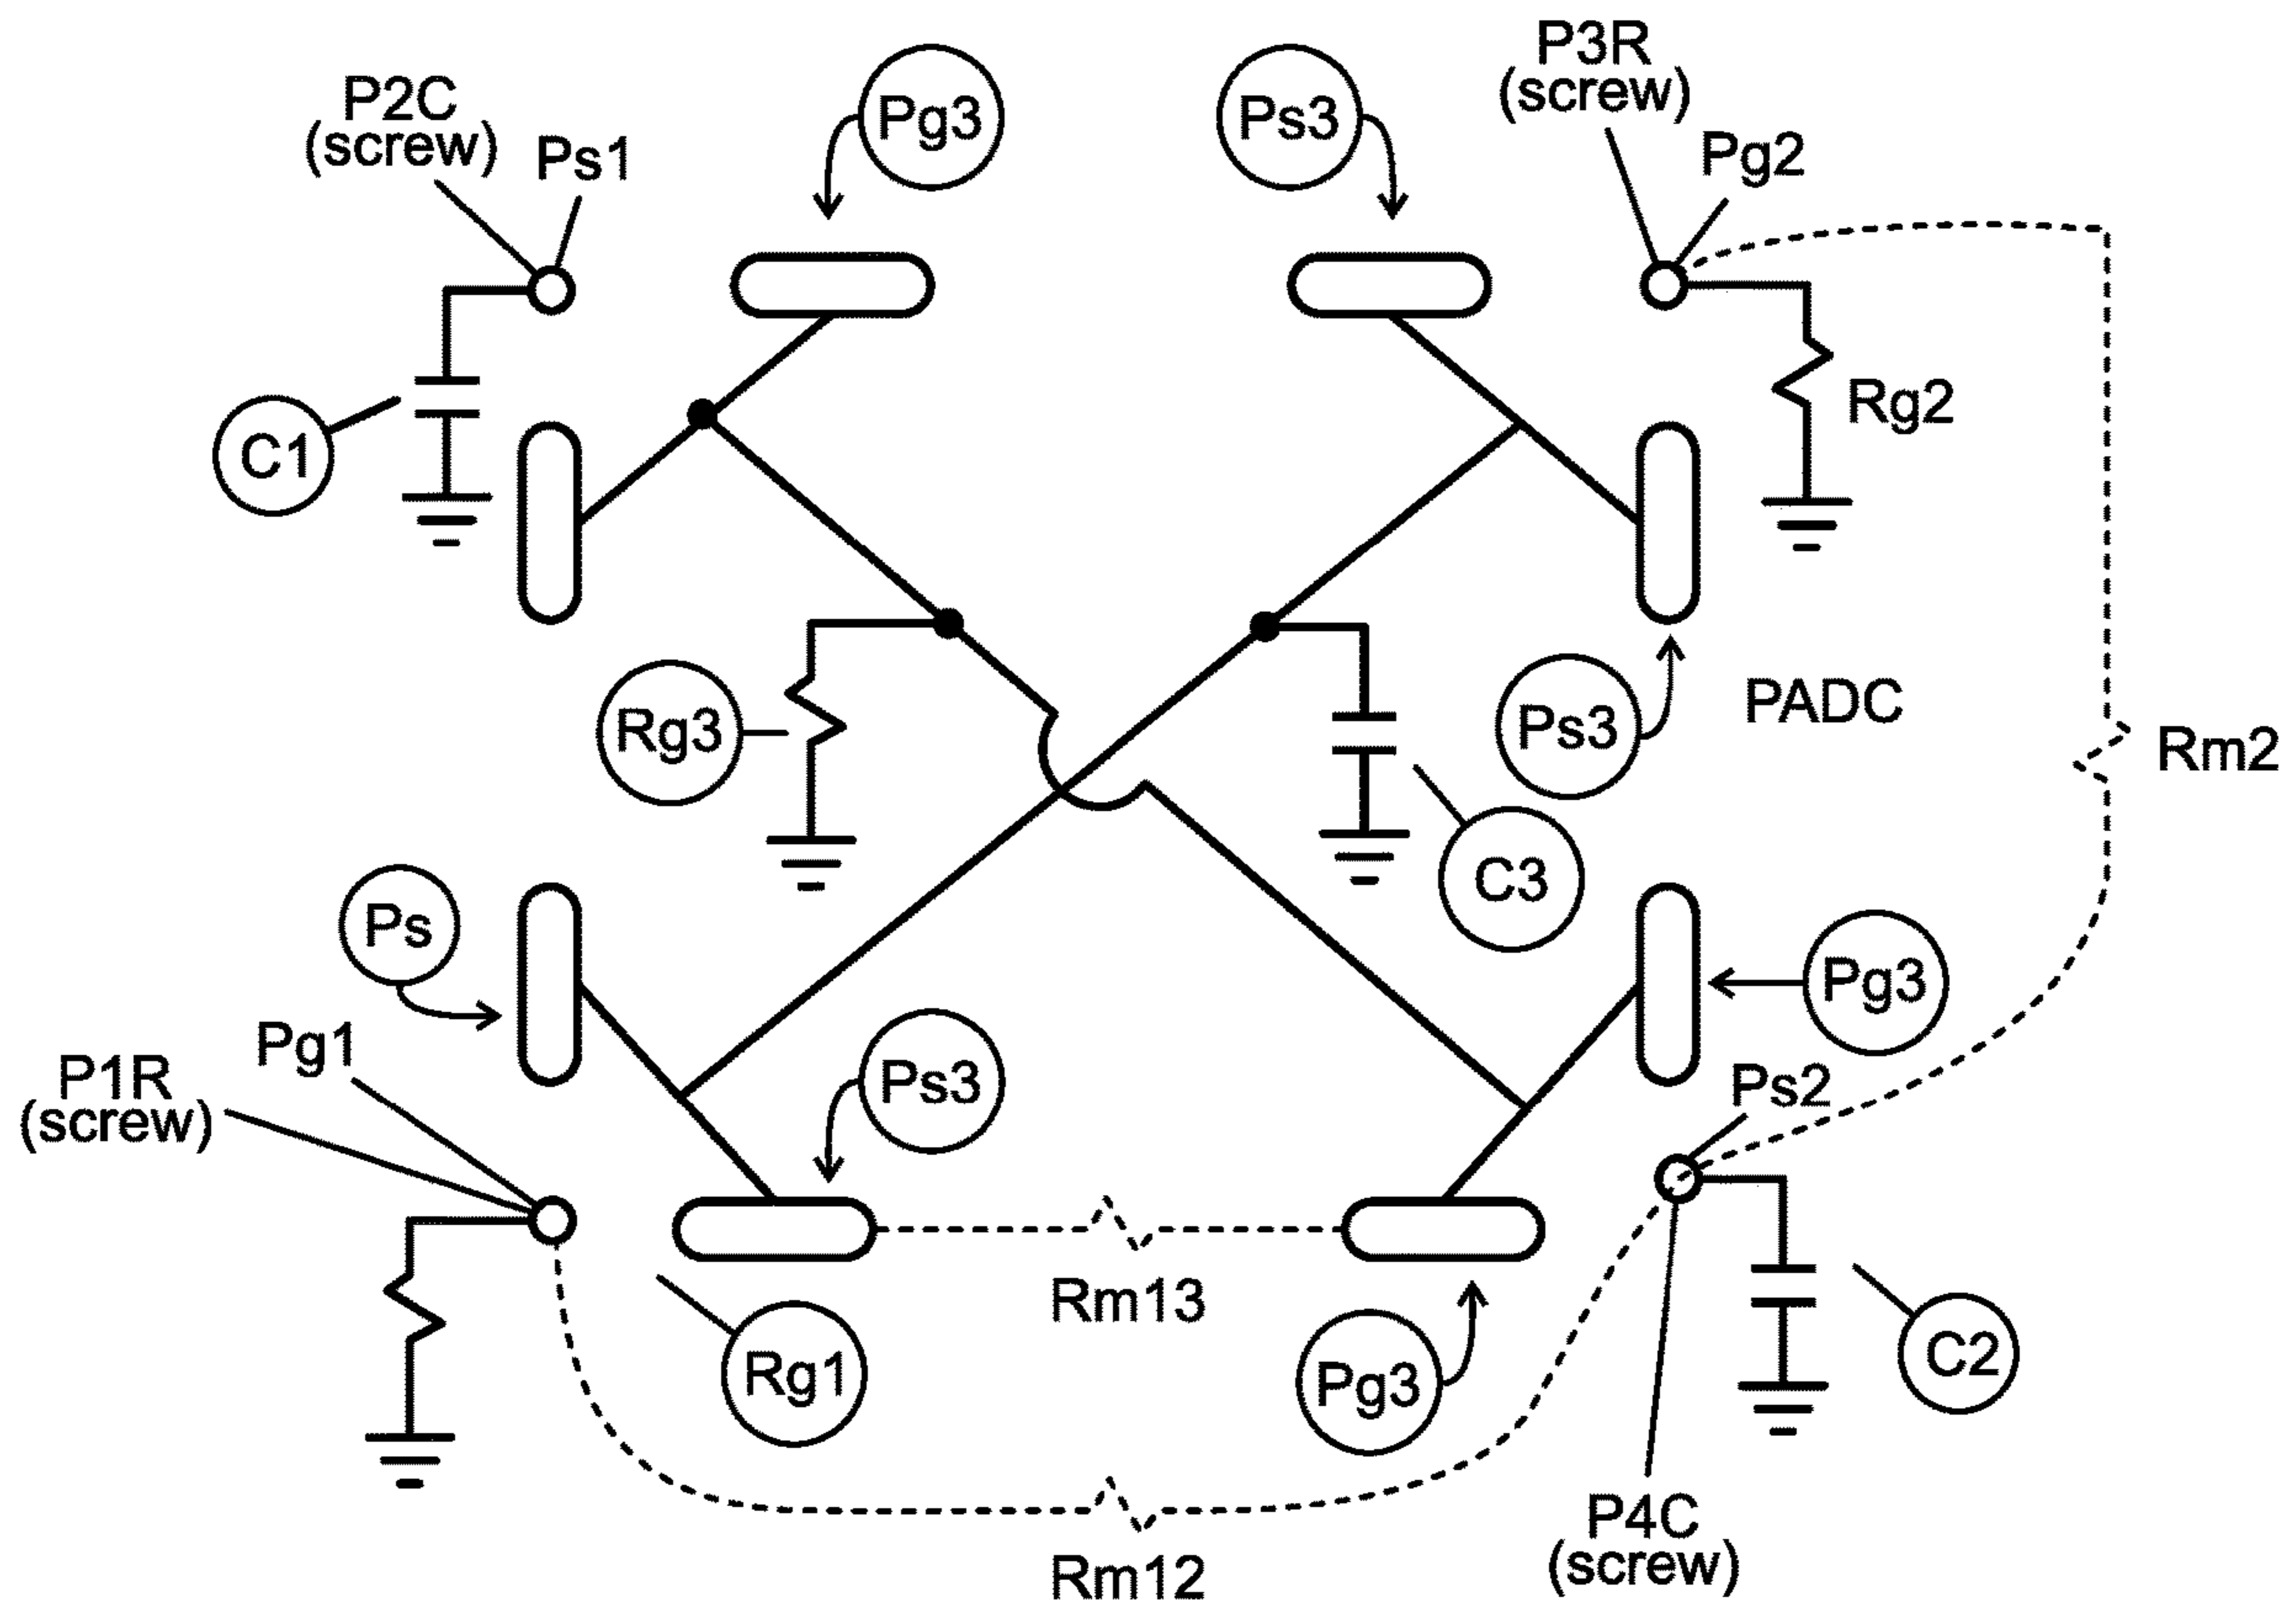 P3R
(screw)
P2C
(screw)
Pg3
Ps3
Ps1
Pg2
Rg2
C1
Rg3
Ps3
PADC
Rm2
C3
Ps
Pg3
Pg1
P1R
(screw)
Ps3
Ps2
Rm13
Rg1
Pg3
C2
P4C
(screw)
Rm12